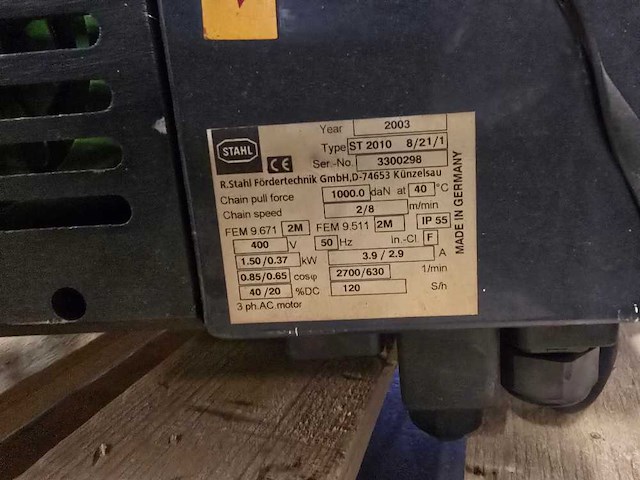 Year 2003
STAHL CE Type ST 2010 8/21/1
Ser.-No. 3300298
R.Stahl Fördertechnik GmbH,D-74653 Künzelsau
Chain pull force 1000.0 daN at 40 °C
Chain speed 2/8 m/min
FEM 9.671 2M FEM 9.511 2M IP 55
400 V 50 Hz in.-Cl F
1.50/0.37 kW 3.9 / 2.9 A
0.85/0.65 cosφ 2700/630 1/min
40 / 20 %DC 120 S/h
3 ph.AC.motor
MADE IN GERMANY